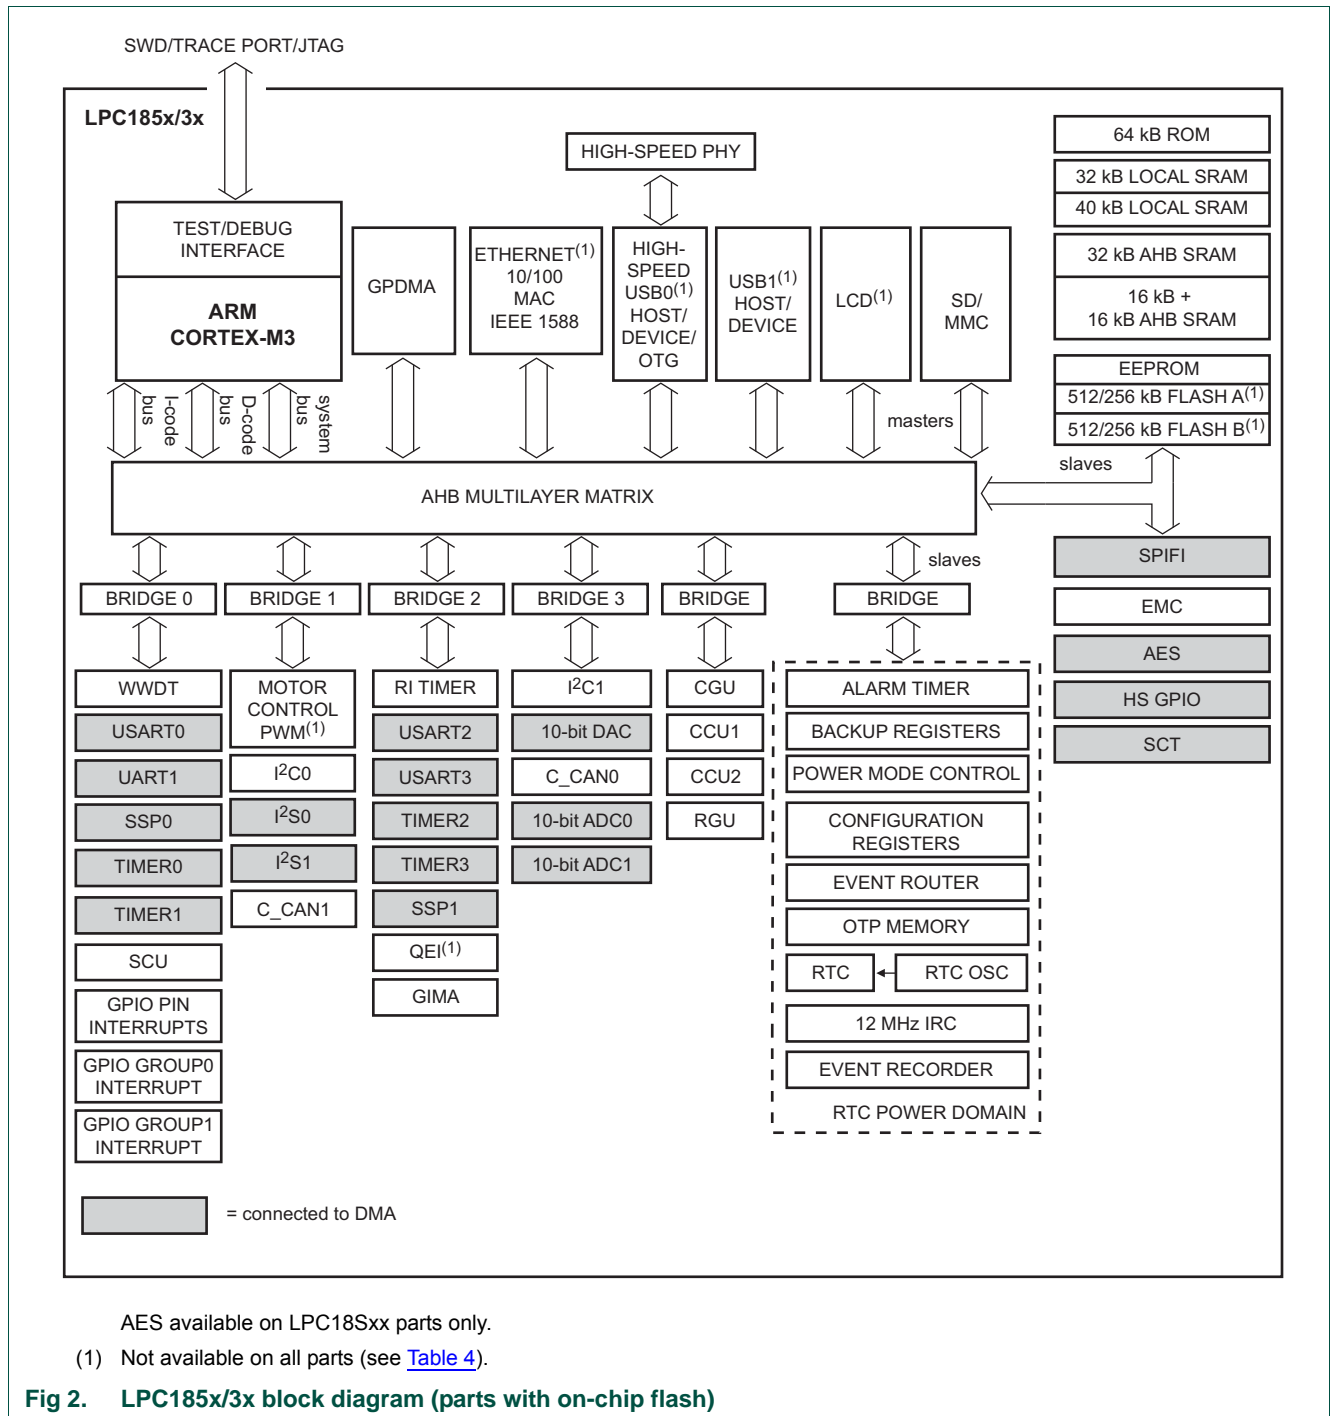 SWD/TRACE PORT/JTAG
LPC185x/3x
HIGH-SPEED PHY
TEST/DEBUG
INTERFACE
ARM
CORTEX-M3
GPDMA
ETHERNET(1)
10/100
MAC
IEEE 1588
HIGH-
SPEED
USB0(1)
HOST/
DEVICE/
OTG
USB1(1)
HOST/
DEVICE
LCD(1)
SD/
MMC
64 kB ROM
32 kB LOCAL SRAM
40 kB LOCAL SRAM
32 kB AHB SRAM
16 kB +
16 kB AHB SRAM
EEPROM
512/256 kB FLASH A(1)
512/256 kB FLASH B(1)
I-code
bus
D-code
bus
system
bus
masters
slaves
AHB MULTILAYER MATRIX
slaves
BRIDGE 0
BRIDGE 1
BRIDGE 2
BRIDGE 3
BRIDGE
BRIDGE
WWDT
USART0
UART1
SSP0
TIMER0
TIMER1
SCU
GPIO PIN
INTERRUPTS
GPIO GROUP0
INTERRUPT
GPIO GROUP1
INTERRUPT
MOTOR
CONTROL
PWM(1)
I2C0
I2S0
I2S1
C_CAN1
RI TIMER
USART2
USART3
TIMER2
TIMER3
SSP1
QEI(1)
GIMA
I2C1
10-bit DAC
C_CAN0
10-bit ADC0
10-bit ADC1
CGU
CCU1
CCU2
RGU
ALARM TIMER
BACKUP REGISTERS
POWER MODE CONTROL
CONFIGURATION
REGISTERS
EVENT ROUTER
OTP MEMORY
RTC
RTC OSC
12 MHz IRC
EVENT RECORDER
RTC POWER DOMAIN
SPIFI
EMC
AES
HS GPIO
SCT
= connected to DMA
AES available on LPC18Sxx parts only.
(1) Not available on all parts (see Table 4).
Fig 2. LPC185x/3x block diagram (parts with on-chip flash)